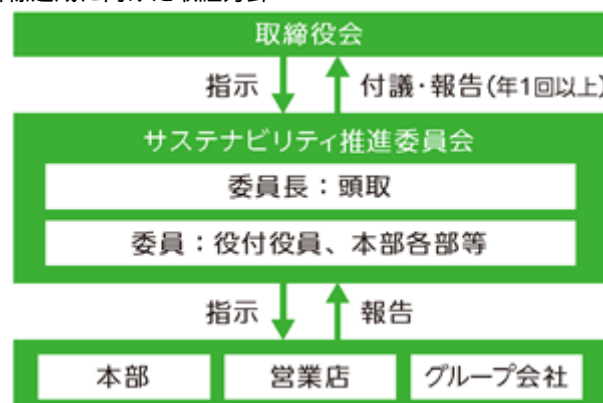 取締役会
指示 付議・報告(年1回以上)
サステナビリティ推進委員会
委員長：頭取
委員：役付役員、本部各部等
指示 報告
本部 営業店 グループ会社